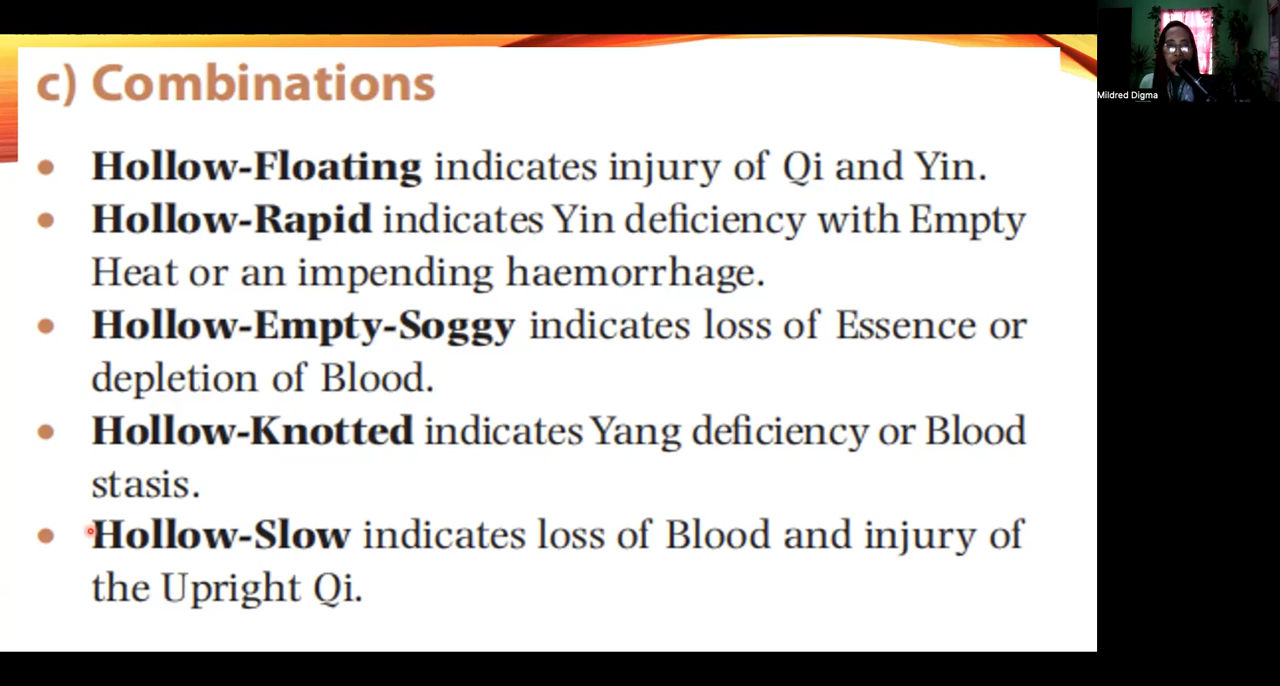 c) Combinations
Mildred Digma
• Hollow-Floating indicates injury of Qi and Yin.
• Hollow-Rapid indicates Yin deficiency with Empty
Heat or an impending haemorrhage.
• Hollow-Empty-Soggy indicates loss of Essence or
depletion of Blood.
• Hollow-Knotted indicates Yang deficiency or Blood
stasis.
• Hollow-Slow indicates loss of Blood and injury of
the Upright Qi.